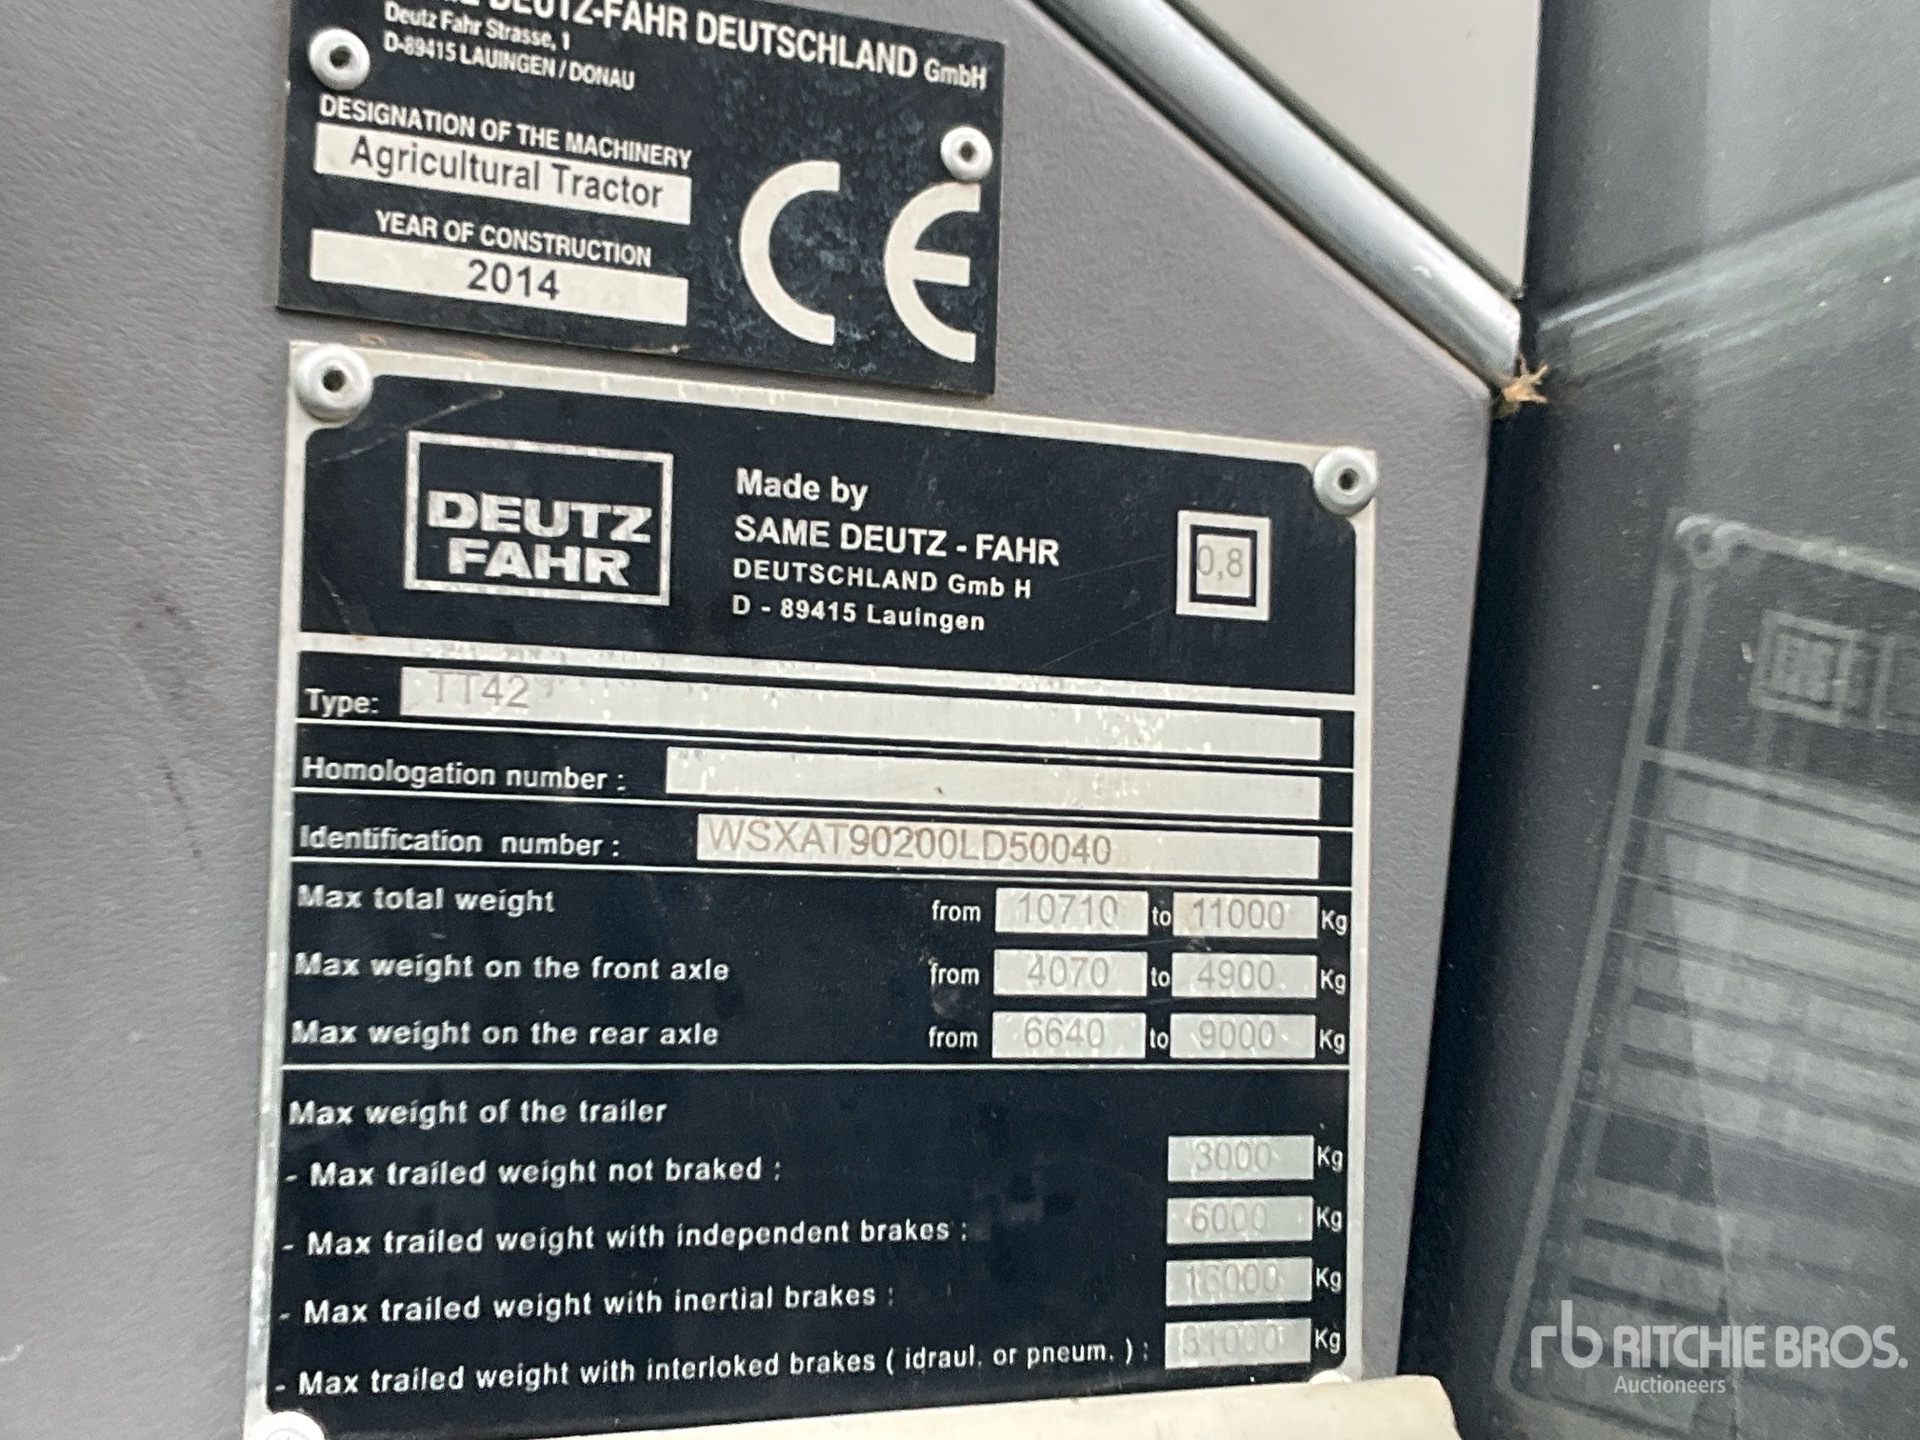 DEUTZ-FAHR DEUTSCHLAND GmbH
Deutz Fahr Strasse, 1
D-89415 LAUINGEN / DONAU
DESIGNATION OF THE MACHINERY
Agricultural Tractor
YEAR OF CONSTRUCTION
2014
CE
DEUTZ
FAHR
Made by
SAME DEUTZ - FAHR
DEUTSCHLAND Gmb H
D - 89415 Lauingen
0,8
Type: TT42
Homologation number :
Identification number : WSXAT90200LD50040
Max total weight from 10710 to 11000 Kg
Max weight on the front axle from 4070 to 4900 Kg
Max weight on the rear axle from 6640 to 9000 Kg
Max weight of the trailer
- Max trailed weight not braked : 3000 Kg
- Max trailed weight with independent brakes : 6000 Kg
- Max trailed weight with inertial brakes : 16000 Kg
- Max trailed weight with interloked brakes ( idraul. or pneum. ) : 31000 Kg
rb RITCHIE BROS.
Auctioneers